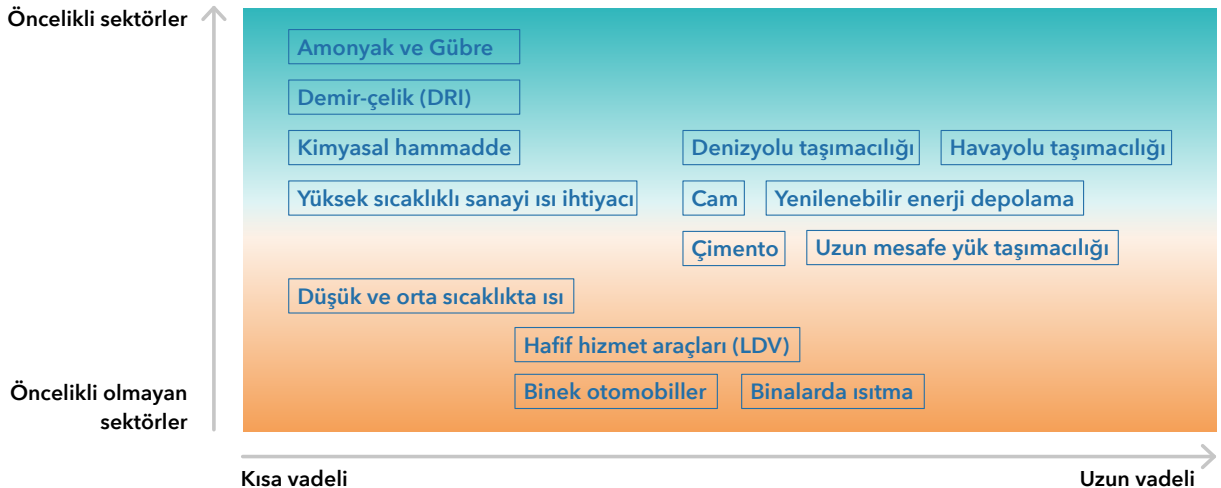 Öncelikli sektörler
Amonyak ve Gübre
Demir-çelik (DRI)
Kimyasal hammadde
Denizyolu taşımacılığı
Havayolu taşımacılığı
Yüksek sıcaklıklı sanayi ısı ihtiyacı
Cam
Yenilenebilir enerji depolama
Çimento
Uzun mesafe yük taşımacılığı
Düşük ve orta sıcaklıkta ısı
Hafif hizmet araçları (LDV)
Binek otomobiller
Binalarda ısıtma
Öncelikli olmayan
sektörler
Kısa vadeli
Uzun vadeli